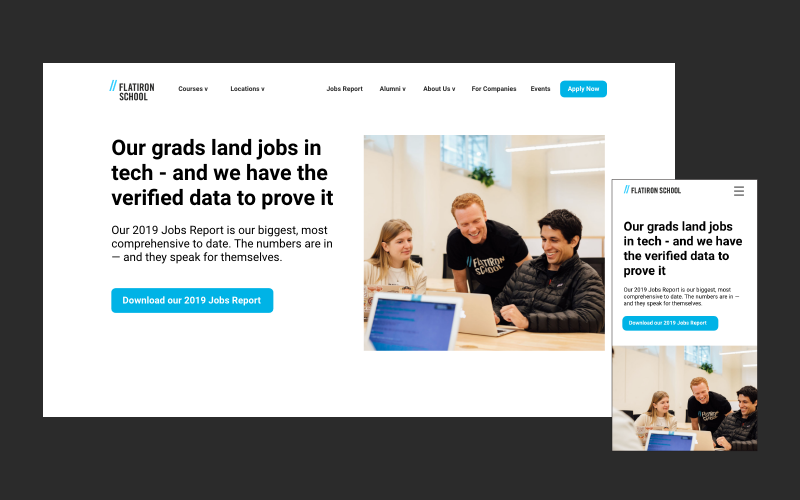 // FLATIRON
SCHOOL
Courses ∨ Locations ∨ Jobs Report Alumni ∨ About Us ∨ For Companies Events Apply Now
Our grads land jobs in
tech - and we have the
verified data to prove it
Our 2019 Jobs Report is our biggest, most
comprehensive to date. The numbers are in
— and they speak for themselves.
Download our 2019 Jobs Report
// FLATIRON
SCHOOL
// FLATIRON SCHOOL
Our grads land jobs
in tech - and we have
the verified data to
prove it
Our 2019 Jobs Report is our biggest, most
comprehensive to date. The numbers are in —
and they speak for themselves.
Download our 2019 Jobs Report
// FLATIRON
SCHOOL